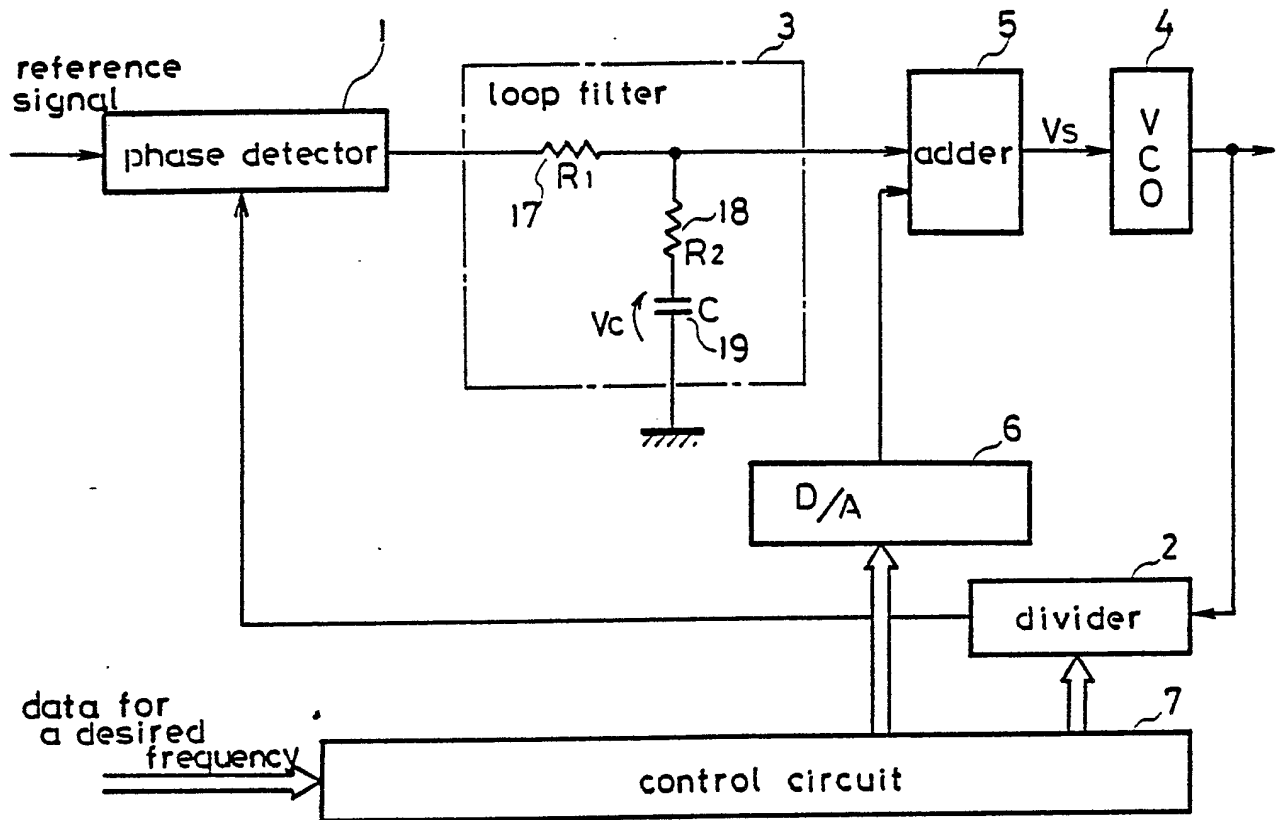 1
3
5
4
reference
signal
loop filter
phase detector
R1
17
18
R2
Vc
C
19
adder
Vs
VCO
6
D/A
2
divider
data for
a desired
frequency
7
control circuit